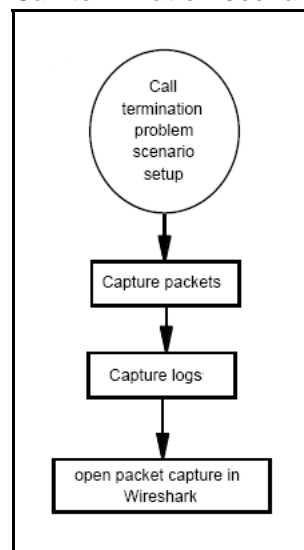 Call
termination
problem
scenario
setup
Capture packets
Capture logs
open packet capture in
Wireshark